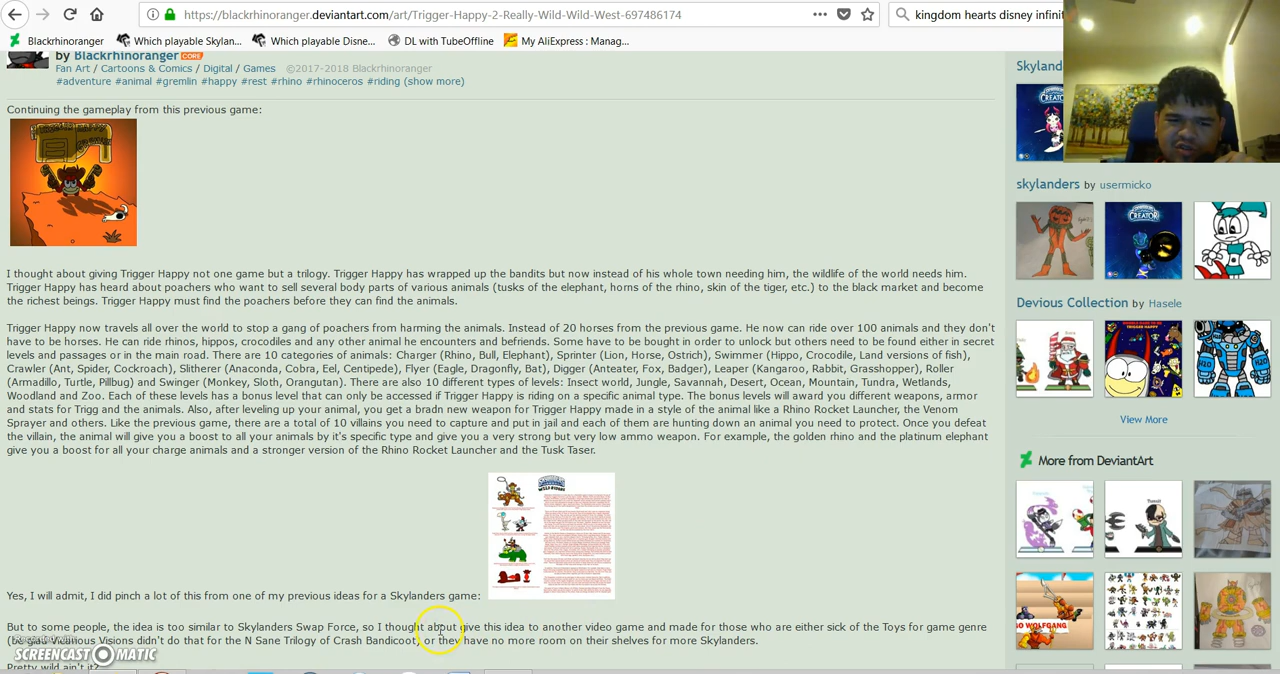 https://blackrhinoranger.deviantart.com/art/Trigger-Happy-2-Really-Wild-Wild-West-697486174
kingdom hearts disney infinit
Blackrhinoranger
Which playable Skylan...
Which playable Disne...
DL with TubeOffline
My AliExpress : Manag...
by Blackrhinoranger CORE
Fan Art / Cartoons & Comics / Digital / Games ©2017-2018 Blackrhinoranger
#adventure #animal #gremlin #happy #rest #rhino #rhinoceros #riding (show more)
Continuing the gameplay from this previous game:
I thought about giving Trigger Happy not one game but a trilogy. Trigger Happy has wrapped up the bandits but now instead of his whole town needing him, the wildlife of the world needs him.
Trigger Happy has heard about poachers who want to sell several body parts of various animals (tusks of the elephant, horns of the rhino, skin of the tiger, etc.) to the black market and become
the richest beings. Trigger Happy must find the poachers before they can find the animals.
Trigger Happy now travels all over the world to stop a gang of poachers from harming the animals. Instead of 20 horses from the previous game. He now can ride over 100 animals and they don't
have to be horses. He can ride rhinos, hippos, crocodiles and any other animal he encounters and befriends. Some have to be bought in order to unlock but others need to be found either in secret
levels and passages or in the main road. There are 10 categories of animals: Charger (Rhino, Bull, Elephant), Sprinter (Lion, Horse, Ostrich), Swimmer (Hippo, Crocodile, Land versions of fish),
Crawler (Ant, Spider, Cockroach), Slitherer (Anaconda, Cobra, Eel, Centipede), Flyer (Eagle, Dragonfly, Bat), Digger (Anteater, Fox, Badger), Leaper (Kangaroo, Rabbit, Grasshopper), Roller
(Armadillo, Turtle, Pillbug) and Swinger (Monkey, Sloth, Orangutan). There are also 10 different types of levels: Insect world, Jungle, Savannah, Desert, Ocean, Mountain, Tundra, Wetlands,
Woodland and Zoo. Each of these levels has a bonus level that can only be accessed if Trigger Happy is riding on a specific animal type. The bonus levels will award you different weapons, armor
and stats for Trigg and the animals. Also, after leveling up your animal, you get a bradn new weapon for Trigger Happy made in a style of the animal like a Rhino Rocket Launcher, the Venom
Sprayer and others. Like the previous game, there are a total of 10 villains you need to capture and put in jail and each of them are hunting down an animal you need to protect. Once you defeat
the villain, the animal will give you a boost to all your animals by it's specific type and give you a very strong but very low ammo weapon. For example, the golden rhino and the platinum elephant
give you a boost for all your charge animals and a stronger version of the Rhino Rocket Launcher and the Tusk Taser.
Yes, I will admit, I did pinch a lot of this from one of my previous ideas for a Skylanders game:
But to some people, the idea is too similar to Skylanders Swap Force, so I thought about give this idea to another video game and made for those who are either sick of the Toys for game genre
Vicarious Visions didn't do that for the N Sane Trilogy of Crash Bandicoot, or they have no more room on their shelves for more Skylanders.
Pretty wild ain't it?
SCREENCAST MATIC
Skyland
skylanders by usermicko
Devious Collection by Hasele
View More
More from DeviantArt